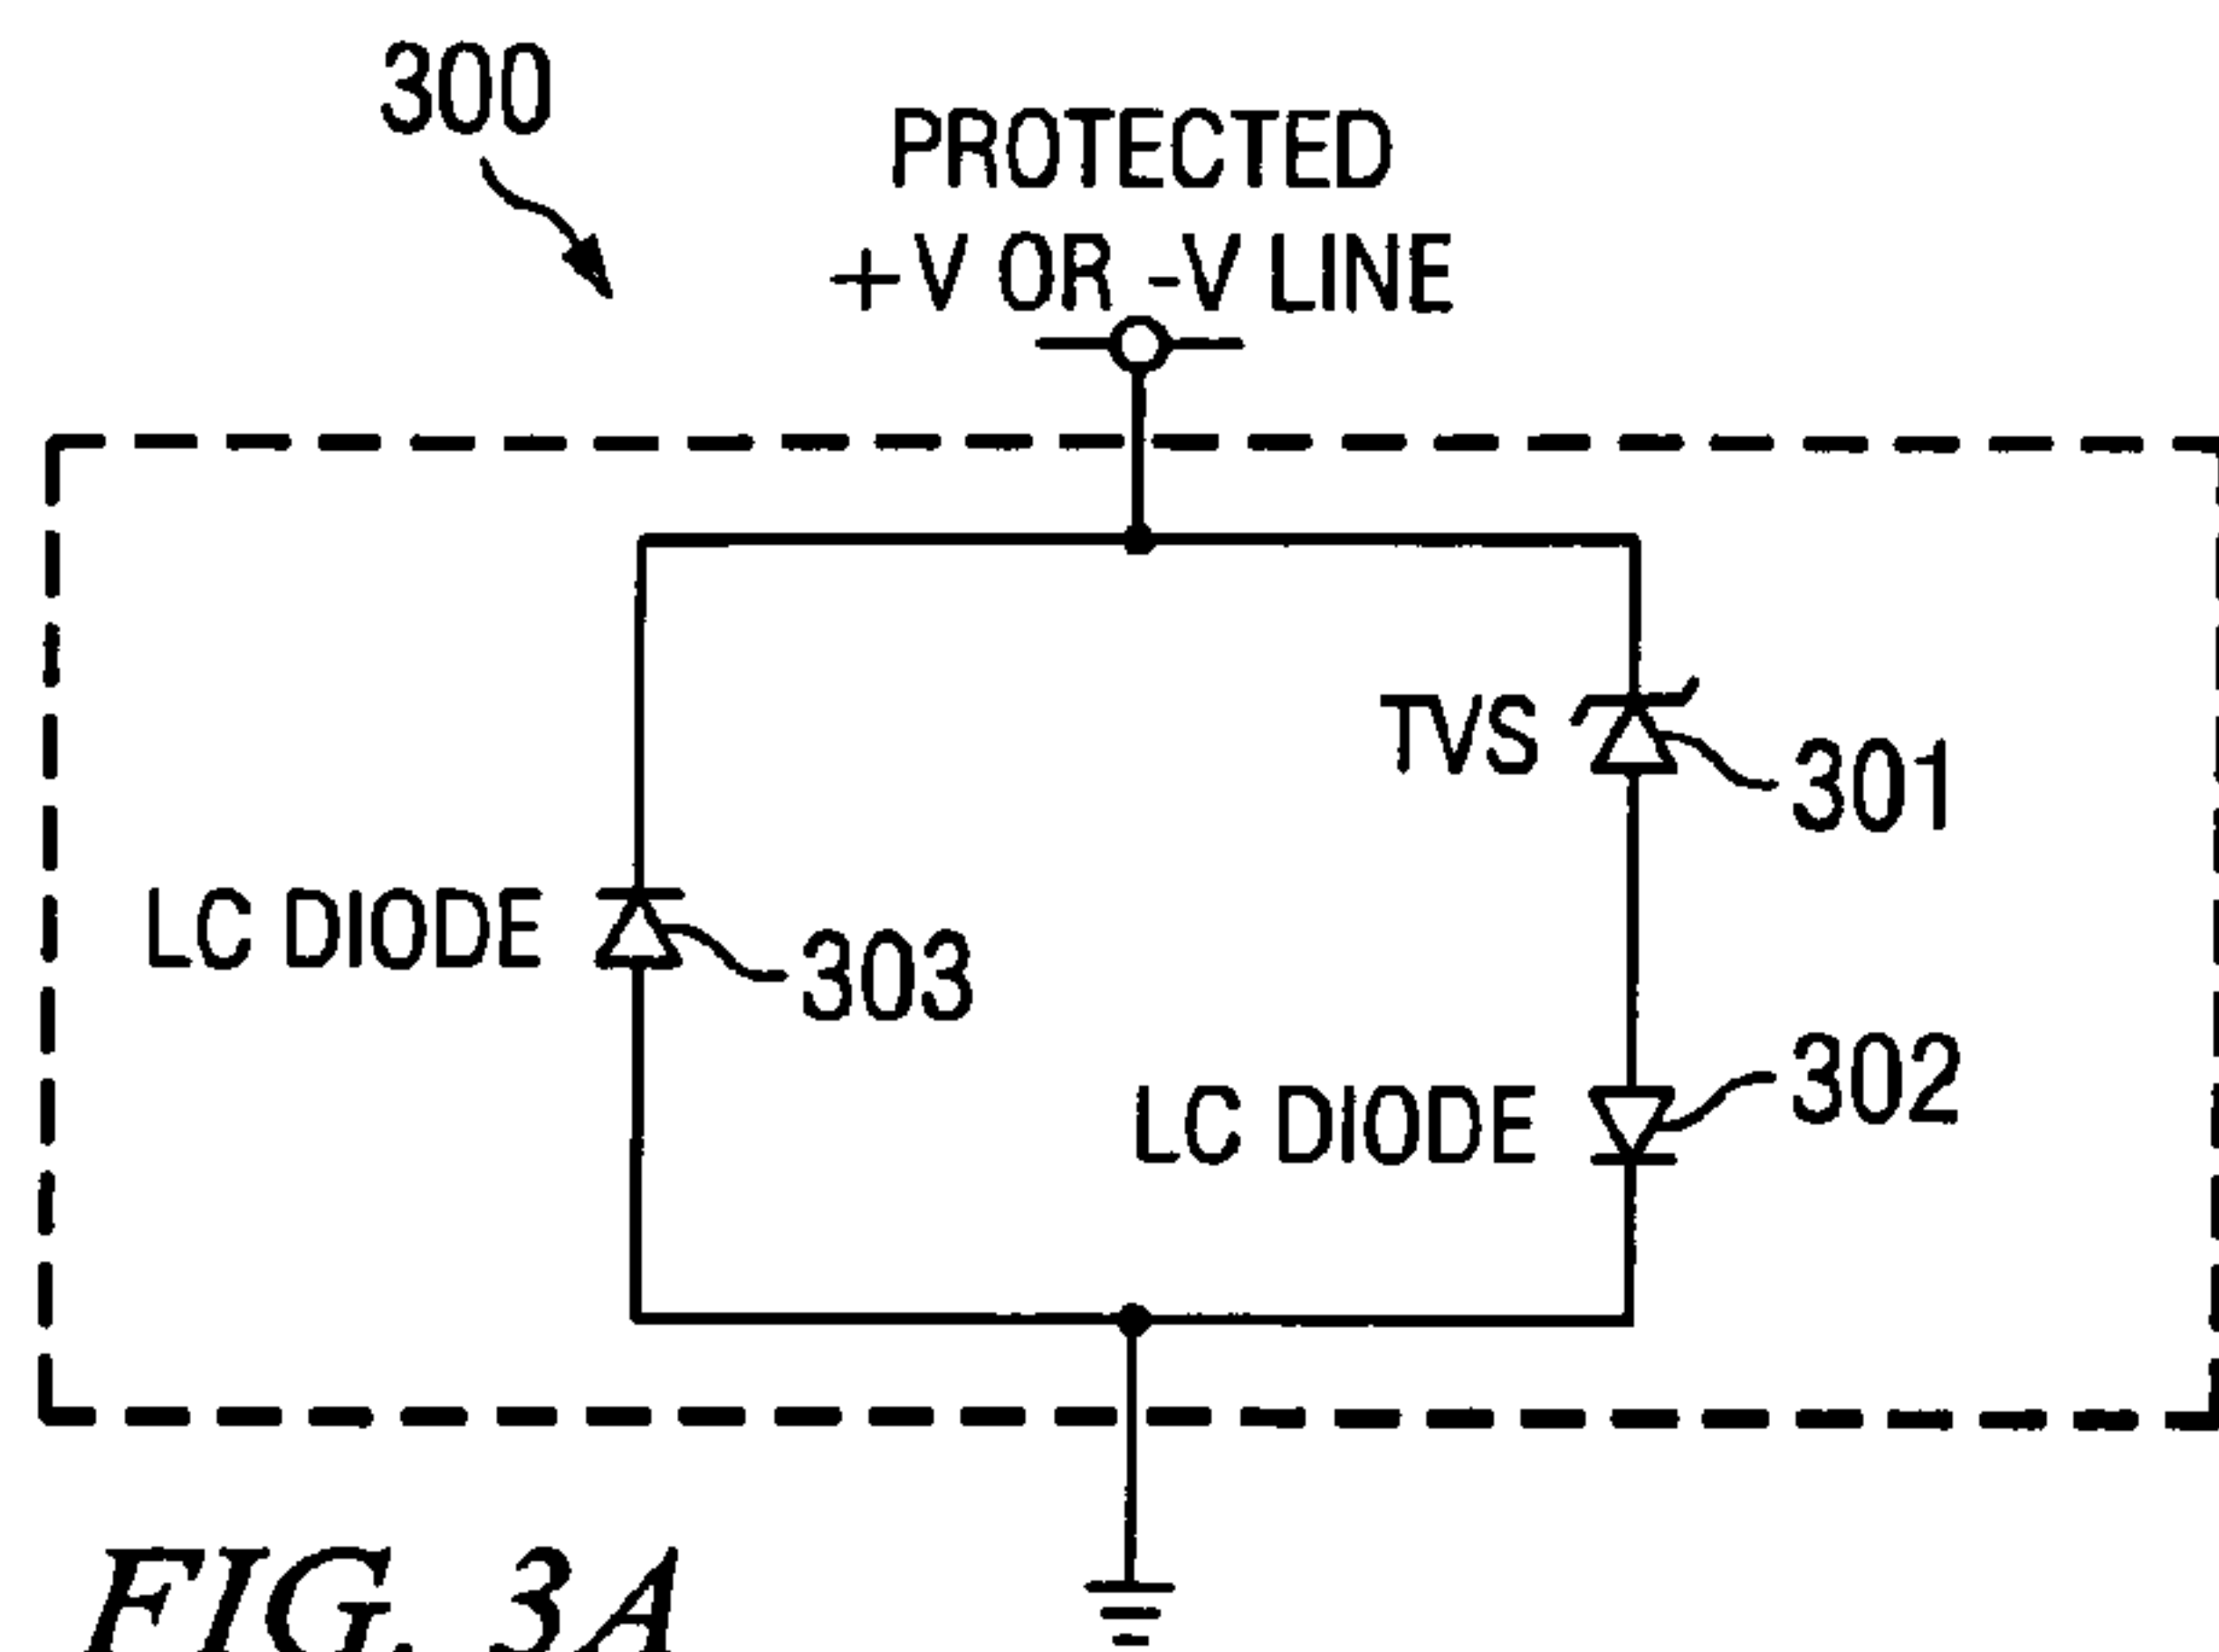 300
PROTECTED
+V OR -V LINE
TVS
301
LC DIODE
303
LC DIODE
302
FIG. 3A